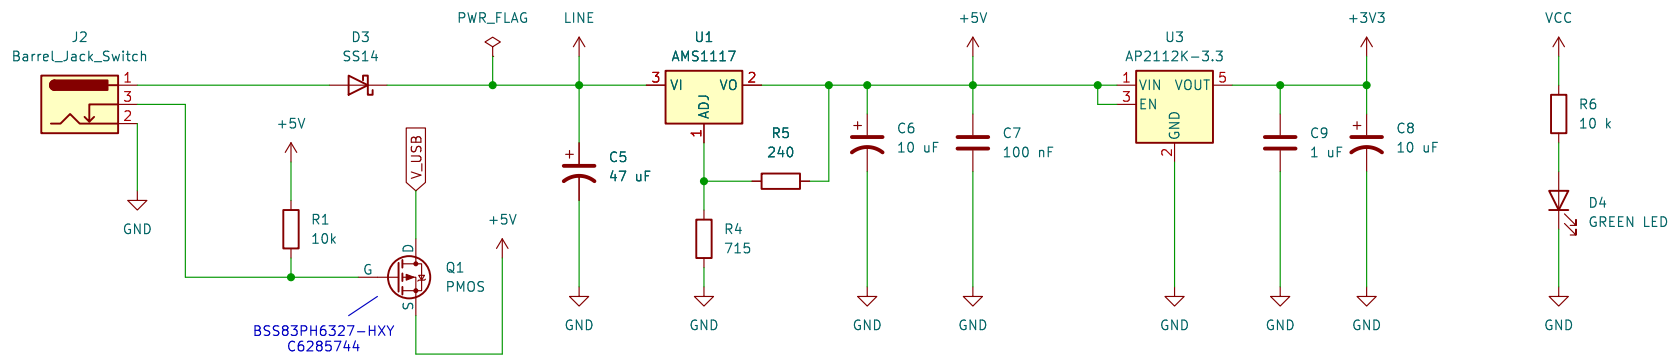 J2
Barrel_Jack_Switch
1
3
2
GND
D3
SS14
PWR_FLAG
LINE
+5V
R1
10k
V_USB
G
D
S
Q1
PMOS
+5V
BSS83PH6327-HXY
C6285744
+
C5
47 uF
GND
U1
AMS1117
3
VI
VO
2
ADJ
1
R5
240
R4
715
GND
+
C6
10 uF
GND
+5V
C7
100 nF
GND
U3
AP2112K-3.3
1
VIN
VOUT
5
3
EN
GND
2
GND
C9
1 uF
GND
+3V3
+
C8
10 uF
GND
VCC
R6
10 k
D4
GREEN LED
GND